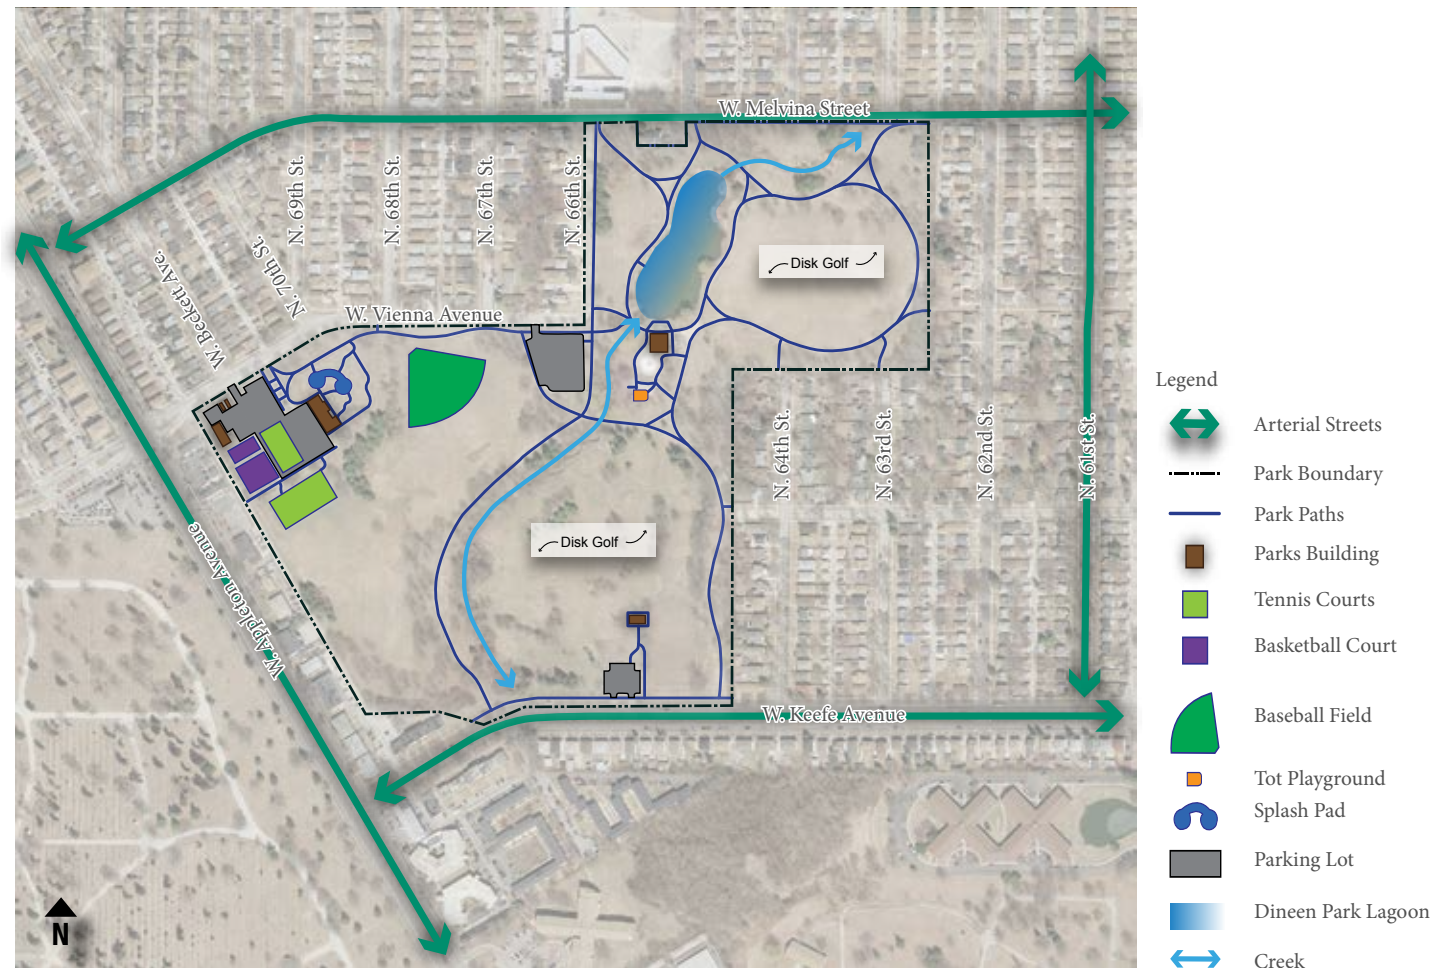 W. Melvina Street
N. 69th St.
N. 68th St.
N. 67th St.
N. 66th St.
W. Beckett Ave.
N. 70th St.
W. Vienna Avenue
Disk Golf
N. 64th St.
N. 63rd St.
N. 62nd St.
N. 61st St.
Disk Golf
W. Appleton Avenue
W. Keefe Avenue
N
Legend
Arterial Streets
Park Boundary
Park Paths
Parks Building
Tennis Courts
Basketball Court
Baseball Field
Tot Playground
Splash Pad
Parking Lot
Dineen Park Lagoon
Creek